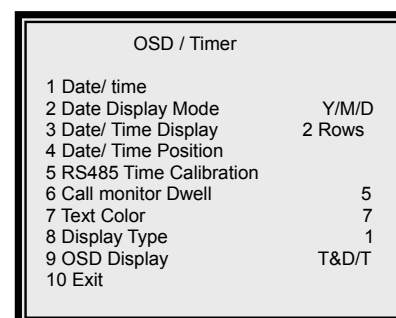 OSD / Timer
1 Date/ time
2 Date Display Mode Y/M/D
3 Date/ Time Display 2 Rows
4 Date/ Time Position
5 RS485 Time Calibration
6 Call monitor Dwell 5
7 Text Color 7
8 Display Type 1
9 OSD Display T&D/T
10 Exit